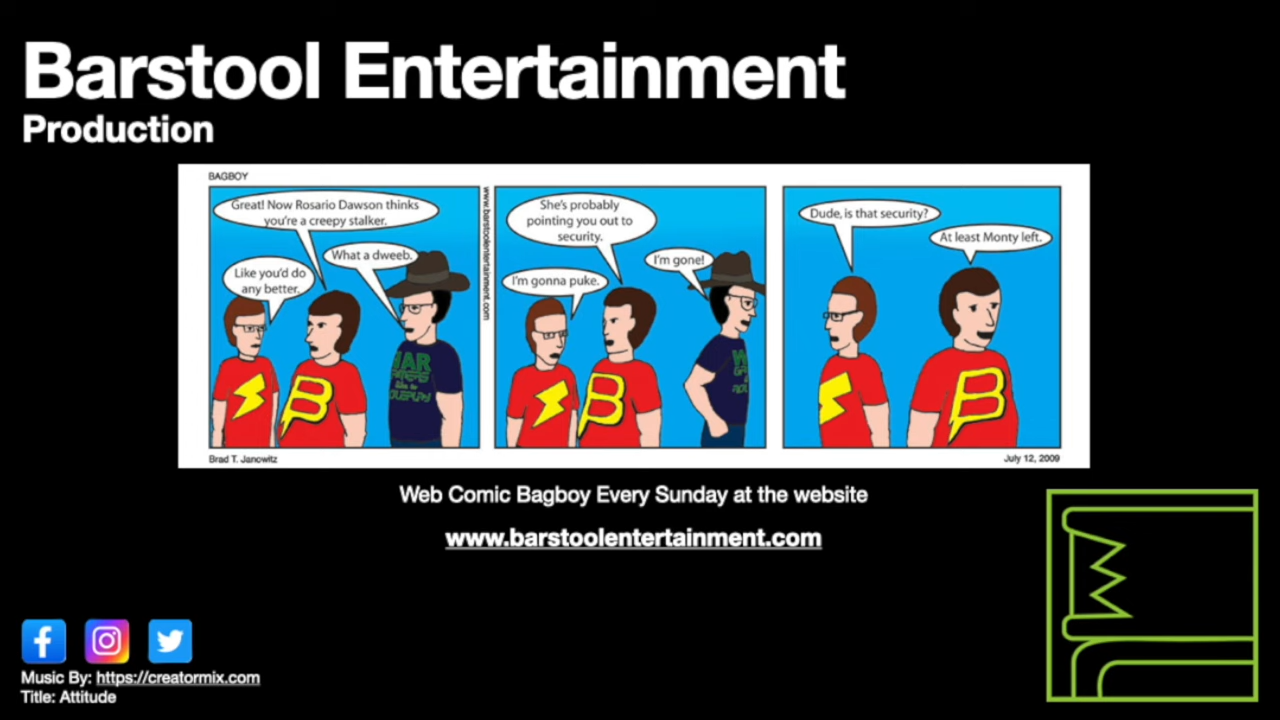 Barstool Entertainment
Production
BAGBOY
Great! Now Rosario Dawson thinks
you're a creepy stalker.
What a dweeb.
Like you'd do
any better.
www.barstoolentertainment.com
She's probably
pointing you out to
security.
I'm gone!
I'm gonna puke.
Dude, is that security?
At least Monty left.
B
B
B
Brad T. Janowitz
July 12, 2009
Web Comic Bagboy Every Sunday at the website
www.barstoolentertainment.com
Music By: https://creatormix.com
Title: Attitude